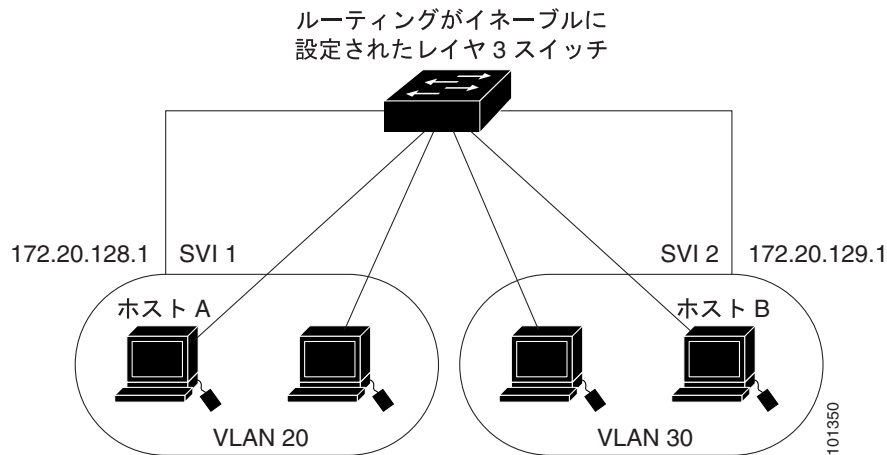 ルーティングがイネーブルに
設定されたレイヤ 3 スイッチ
172.20.128.1 SVI 1
SVI 2 172.20.129.1
ホスト A
ホスト B
VLAN 20
VLAN 30
101350